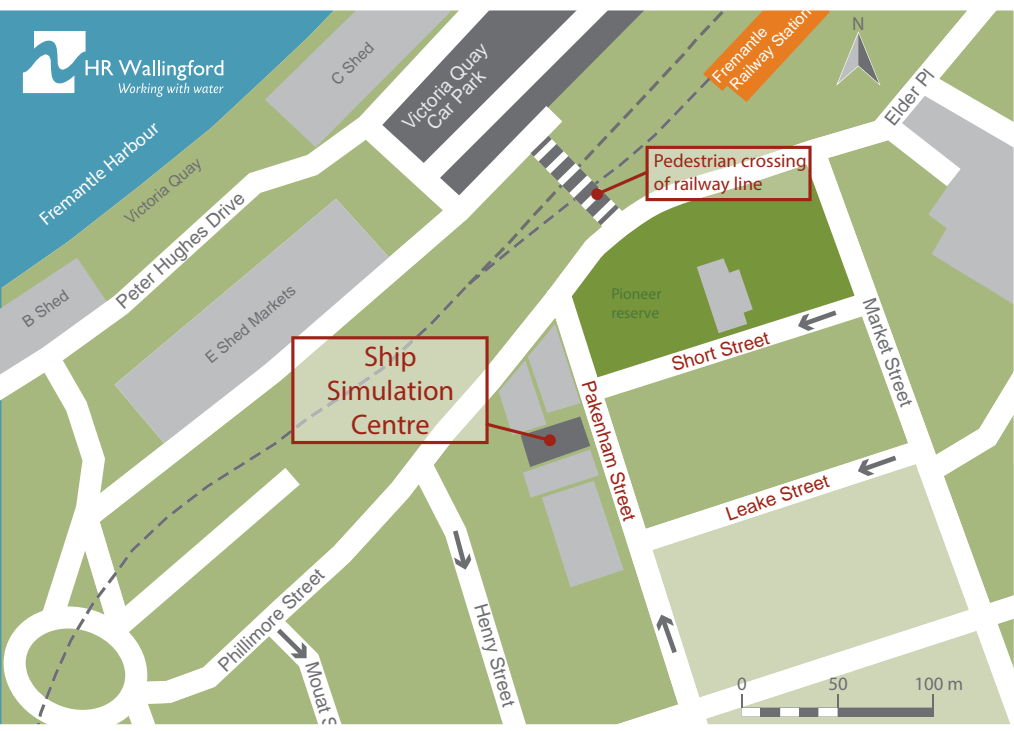 HR Wallingford
Working with water
Fremantle Harbour
Victoria Quay
C Shed
Victoria Quay
Car Park
Fremantle
Railway Station
N
Elder Pl
Pedestrian crossing
of railway line
Peter Hughes Drive
B Shed
E Shed Markets
Pioneer
reserve
Ship
Simulation
Centre
Short Street
Market Street
Pakenham Street
Leake Street
Phillimore Street
Henry Street
Mouat S
0 50 100 m